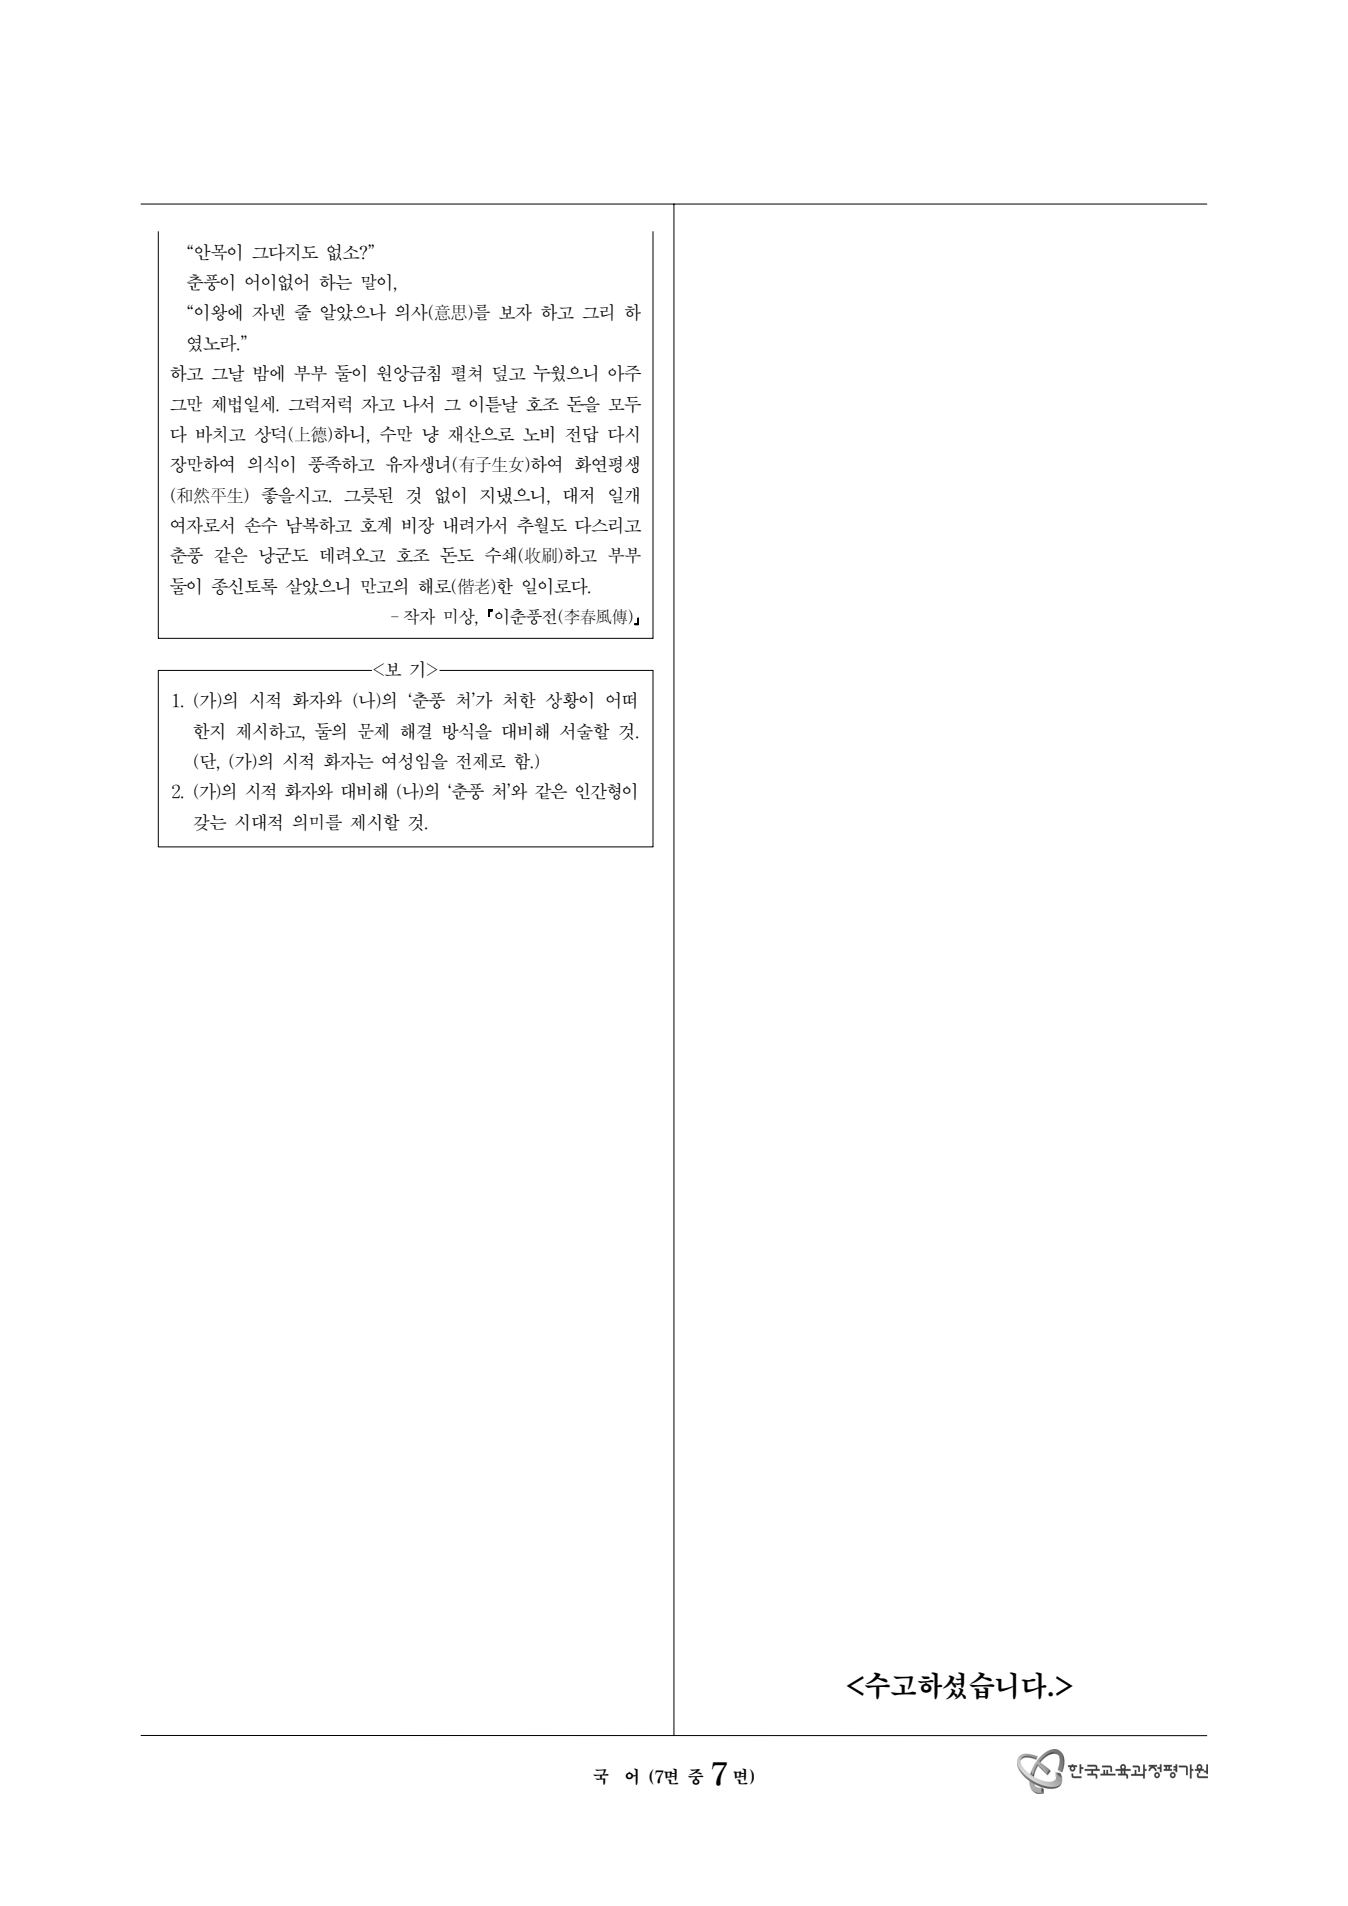 “안목이 그다지도 없소?”
춘풍이 어이없어 하는 말이,
“이왕에 자넨 줄 알았으나 의사(意思)를 보자 하고 그리 하
였노라.”
하고 그날 밤에 부부 둘이 원앙금침 펼쳐 덮고 누웠으니 아주
그만 제법일세. 그럭저럭 자고 나서 그 이튿날 호조 돈을 모두
다 바치고 상덕(上德)하니, 수만 냥 재산으로 노비 전답 다시
장만하여 의식이 풍족하고 유자생녀(有子生女)하여 화연평생
(和然平生) 좋을시고. 그릇된 것 없이 지냈으니, 대저 일개
여자로서 손수 남복하고 호계 비장 내려가서 추월도 다스리고
춘풍 같은 낭군도 데려오고 호조 돈도 수쇄(收刷)하고 부부
둘이 종신토록 살았으니 만고의 해로(偕老)한 일이로다.
- 작자 미상, 『이춘풍전(李春風傳)』
<보 기>
1. (가)의 시적 화자와 (나)의 ‘춘풍 처’가 처한 상황이 어떠
한지 제시하고, 둘의 문제 해결 방식을 대비해 서술할 것.
(단, (가)의 시적 화자는 여성임을 전제로 함.)
2. (가)의 시적 화자와 대비해 (나)의 ‘춘풍 처’와 같은 인간형이
갖는 시대적 의미를 제시할 것.
<수고하셨습니다.>
국 어 (7면 중 7 면)
한국교육과정평가원